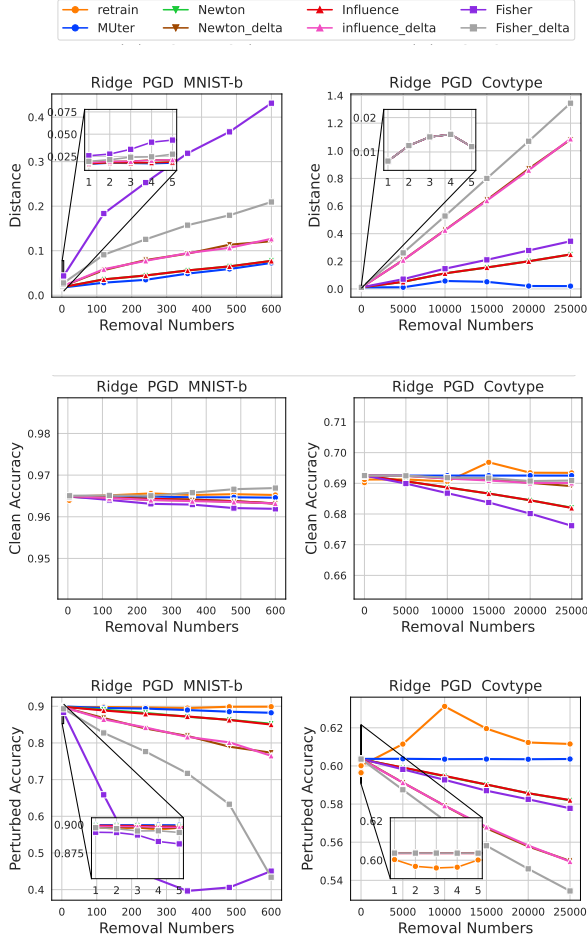 retrain Newton Influence Fisher
MUter Newton_delta influence_delta Fisher_delta
Ridge PGD MNIST-b
Distance
0.4
0.3
0.2
0.1
0.0
0.075
0.050
0.025
1 2 3 4 5
0 100 200 300 400 500 600
Removal Numbers
Ridge PGD Covtype
Distance
1.4
1.2
1.0
0.8
0.6
0.4
0.2
0.0
0.02
0.01
1 2 3 4 5
0 5000 10000 15000 20000 25000
Removal Numbers
Ridge PGD MNIST-b
Clean Accuracy
0.98
0.97
0.96
0.95
0 100 200 300 400 500 600
Removal Numbers
Ridge PGD Covtype
Clean Accuracy
0.71
0.70
0.69
0.68
0.67
0.66
0 5000 10000 15000 20000 25000
Removal Numbers
Ridge PGD MNIST-b
Perturbed Accuracy
0.9
0.8
0.7
0.6
0.5
0.4
0.900
0.875
1 2 3 4 5
0 100 200 300 400 500 600
Removal Numbers
Ridge PGD Covtype
Perturbed Accuracy
0.62
0.60
0.58
0.56
0.54
0.62
0.60
1 2 3 4 5
0 5000 10000 15000 20000 25000
Removal Numbers